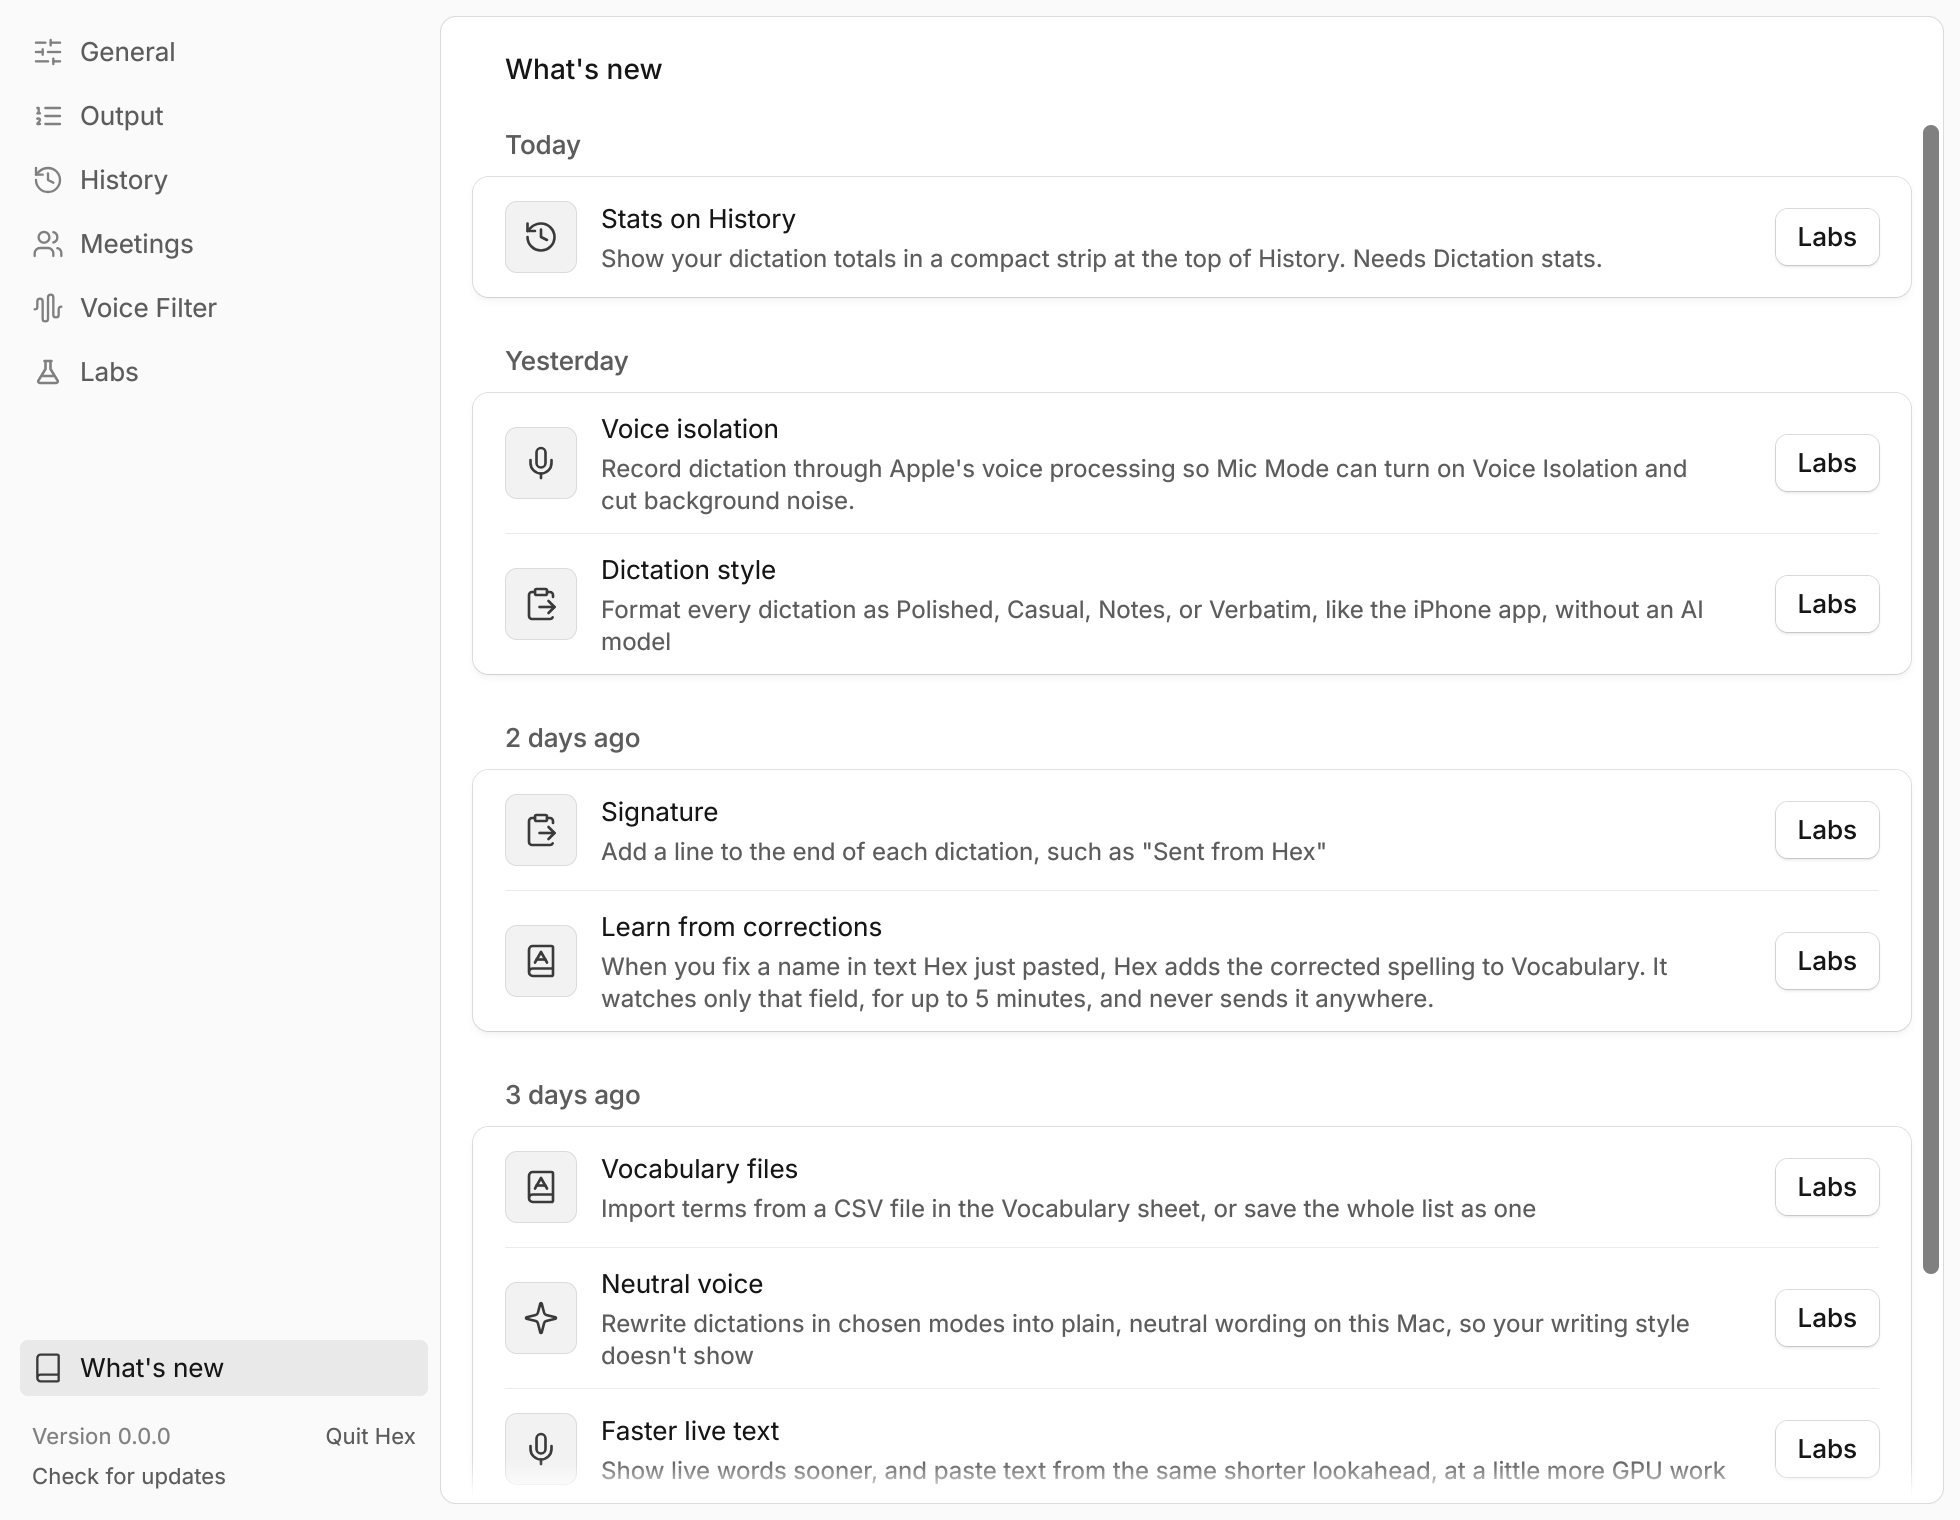 General
Output
History
Meetings
Voice Filter
Labs
What's new
Version 0.0.0
Quit Hex
Check for updates
What's new
Today
Stats on History
Show your dictation totals in a compact strip at the top of History. Needs Dictation stats.
Labs
Yesterday
Voice isolation
Record dictation through Apple's voice processing so Mic Mode can turn on Voice Isolation and
cut background noise.
Labs
Dictation style
Format every dictation as Polished, Casual, Notes, or Verbatim, like the iPhone app, without an AI
model
Labs
2 days ago
Signature
Add a line to the end of each dictation, such as "Sent from Hex"
Labs
Learn from corrections
When you fix a name in text Hex just pasted, Hex adds the corrected spelling to Vocabulary. It
watches only that field, for up to 5 minutes, and never sends it anywhere.
Labs
3 days ago
Vocabulary files
Import terms from a CSV file in the Vocabulary sheet, or save the whole list as one
Labs
Neutral voice
Rewrite dictations in chosen modes into plain, neutral wording on this Mac, so your writing style
doesn't show
Labs
Faster live text
Show live words sooner, and paste text from the same shorter lookahead, at a little more GPU work
Labs